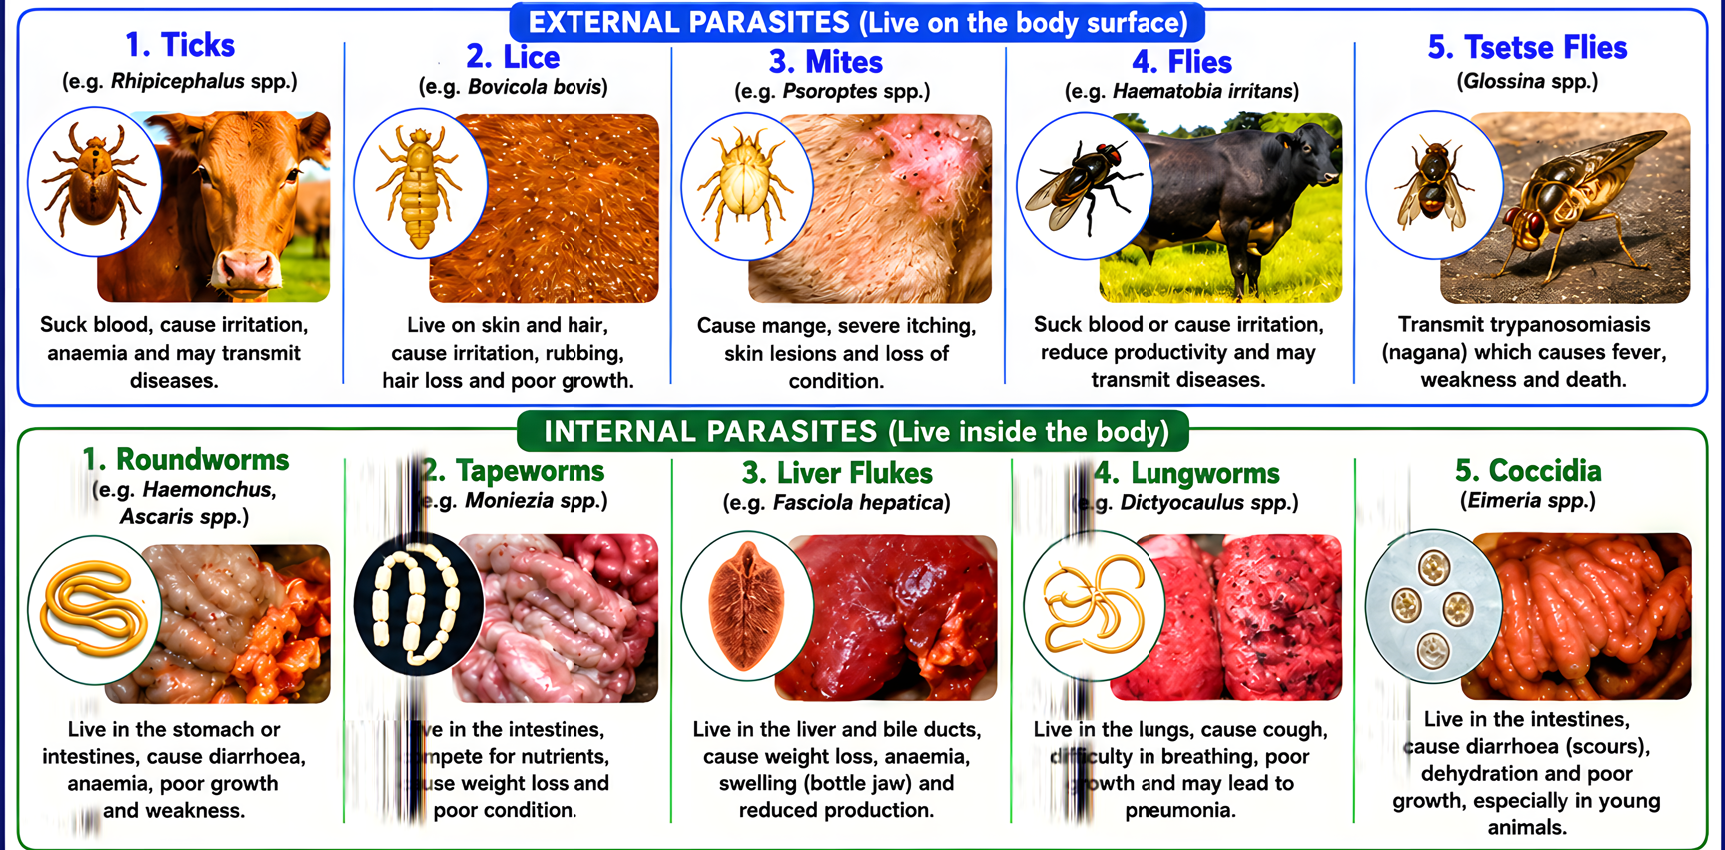 EXTERNAL PARASITES (Live on the body surface)
1. Ticks
(e.g. Rhipicephalus spp.)
Suck blood, cause irritation,
anaemia and may transmit
diseases.
2. Lice
(e.g. Bovicola bovis)
Live on skin and hair,
cause irritation, rubbing,
hair loss and poor growth.
3. Mites
(e.g. Psoroptes spp.)
Cause mange, severe itching,
skin lesions and loss of
condition.
4. Flies
(e.g. Haematobia irritans)
Suck blood or cause irritation,
reduce productivity and may
transmit diseases.
5. Tsetse Flies
(Glossina spp.)
Transmit trypanosomiasis
(nagana) which causes fever,
weakness and death.
INTERNAL PARASITES (Live inside the body)
1. Roundworms
(e.g. Haemonchus,
Ascaris spp.)
Live in the stomach or
intestines, cause diarrhoea,
anaemia, poor growth
and weakness.
2. Tapeworms
(e.g. Moniezia spp.)
in the intestines,
for nutrients,
weight loss and
poor condition.
3. Liver Flukes
(e.g. Fasciola hepatica)
Live in the liver and bile ducts,
cause weight loss, anaemia,
swelling (bottle jaw) and
reduced production.
4. Lungworms
(e.g. Dictyocaulus spp.)
Live in the lungs, cause cough,
difficulty in breathing, poor
growth and may lead to
pneumonia.
5. Coccidia
(Eimeria spp.)
Live in the intestines,
cause diarrhoea (scours),
dehydration and poor
growth, especially in young
animals.